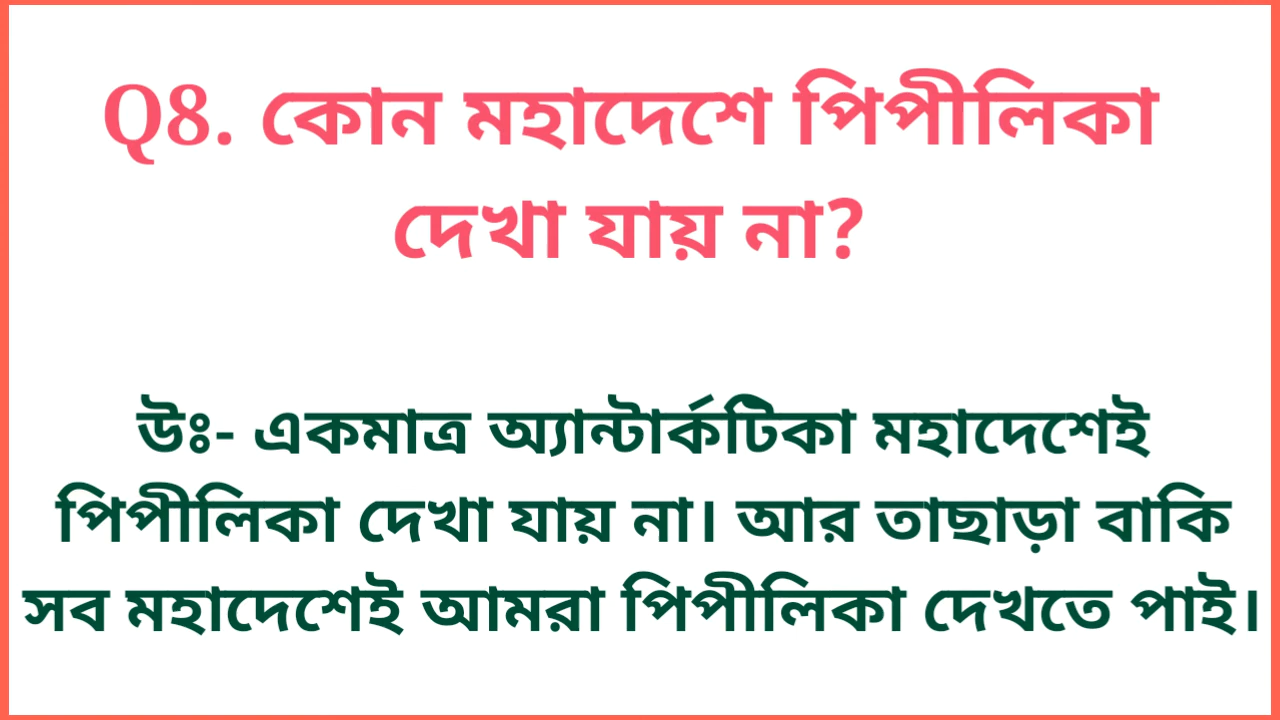 Q8. কোন মহাদেশে পিপীলিকা
দেখা যায় না?
উঃ- একমাত্র অ্যান্টার্কটিকা মহাদেশেই
পিপীলিকা দেখা যায় না। আর তাছাড়া বাকি
সব মহাদেশেই আমরা পিপীলিকা দেখতে পাই।